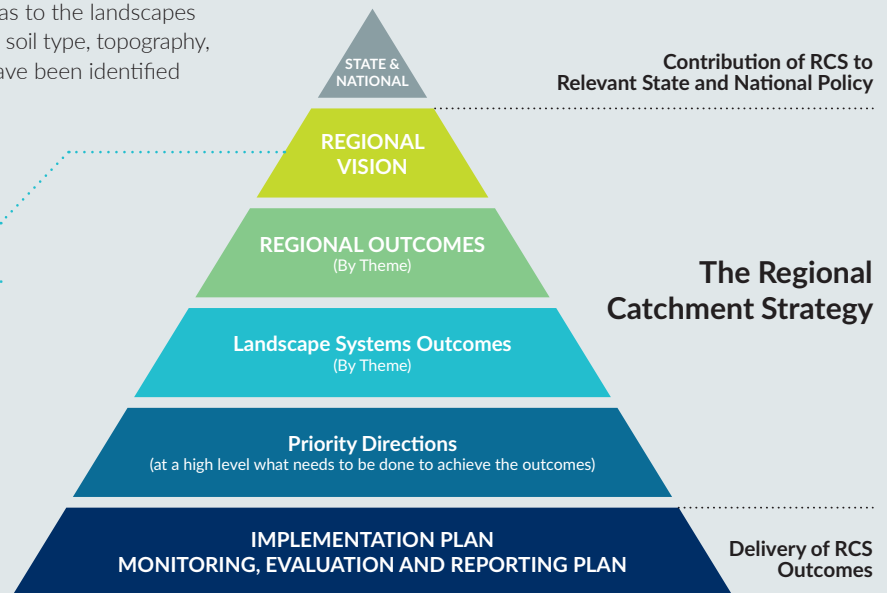 as to the landscapes
soil type, topography,
ave been identified
STATE &
NATIONAL
Contribution of RCS to
Relevant State and National Policy
REGIONAL
VISION
REGIONAL OUTCOMES
(By Theme)
The Regional
Catchment Strategy
Landscape Systems Outcomes
(By Theme)
Priority Directions
(at a high level what needs to be done to achieve the outcomes)
IMPLEMENTATION PLAN
MONITORING, EVALUATION AND REPORTING PLAN
Delivery of RCS
Outcomes